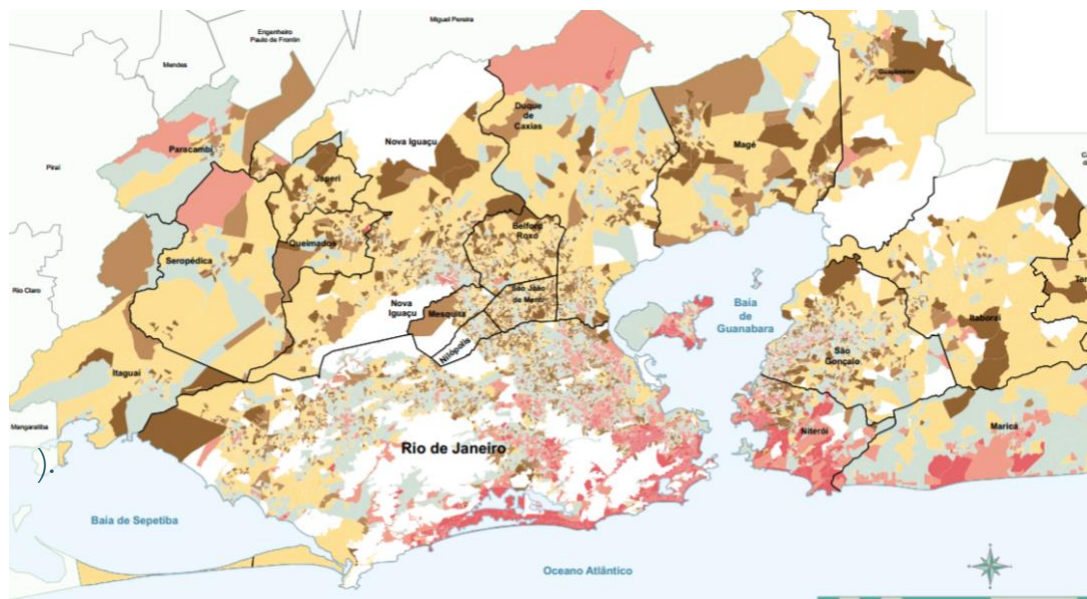 Miguel Pereira
Engenheiro
Paulo de Frontin
Mendes
Duque
de
Caxias
Guapimirim
Paracambi
Nova Iguaçu
Magé
Piraí
Japeri
Belford
Roxo
Queimados
Seropédica
Rio Claro
São João
de Meriti
Nova
Iguaçu
Mesquita
Baía
de
Guanabara
Itaboraí
Nilópolis
São
Gonçalo
Itaguaí
Mangaratiba
Niterói
Maricá
Rio de Janeiro
).
Baía de Sepetiba
Oceano Atlântico